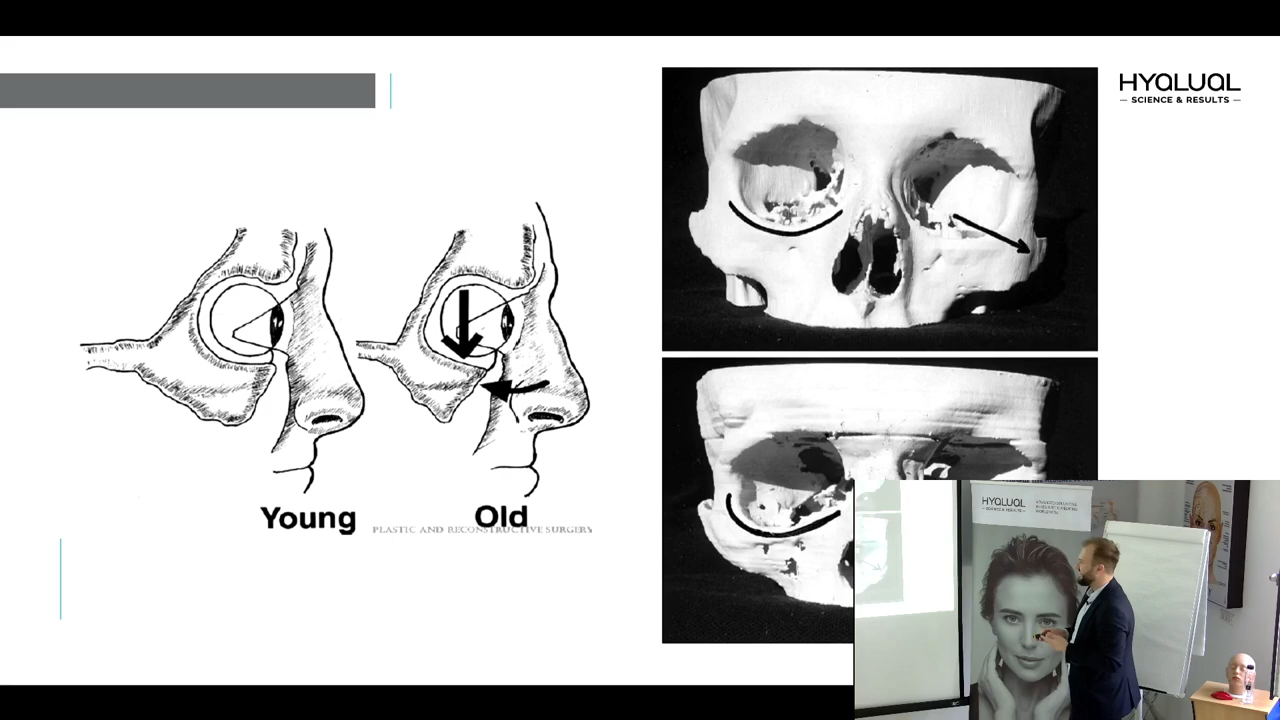 HYALUAL
— SCIENCE & RESULTS —
Young
Old
PLASTIC AND RECONSTRUCTIVE SURGERY
HYALUAL
— SCIENCE & RESULTS —